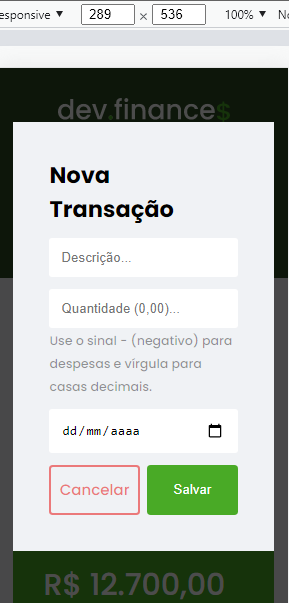 esponsive ▼ 289 × 536 100% ▼ No
dev.finance$
Nova
Transação
Descrição...
Quantidade (0,00)...
Use o sinal - (negativo) para
despesas e vírgula para
casas decimais.
dd/mm/aaaa
Cancelar Salvar
R$ 12.700,00